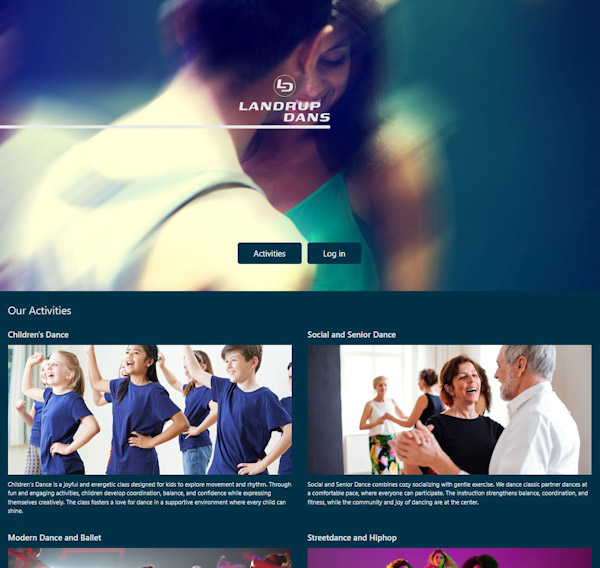 LD
LANDRUP
DANS
Activities
Log in
Our Activities
Children's Dance
Children's Dance is a joyful and energetic class designed for kids to explore movement and rhythm. Through
fun and engaging activities, children develop coordination, balance, and confidence while expressing
themselves creatively. The class fosters a love for dance in a supportive environment where every child can
shine.
Social and Senior Dance
Social and Senior Dance combines cozy socializing with gentle exercise. We dance classic partner dances at
a comfortable pace, where everyone can participate. The instruction strengthens balance, coordination, and
fitness, while the community and joy of dancing are at the center.
Modern Dance and Ballet
Streetdance and Hiphop